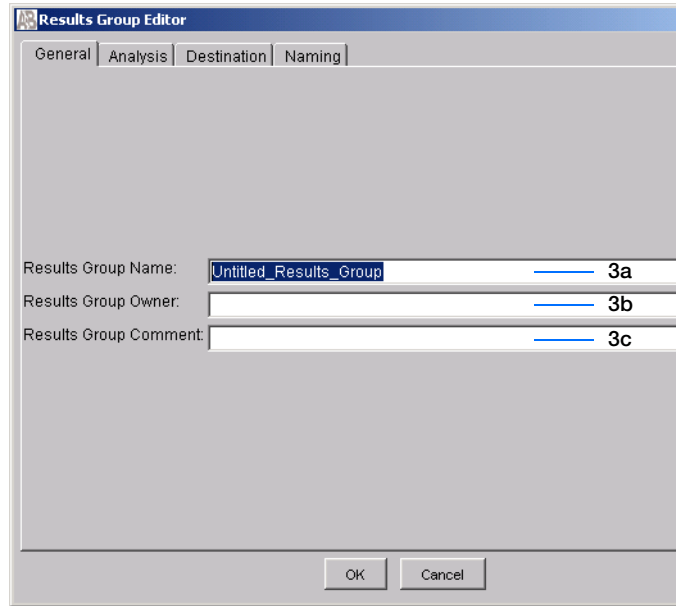 AB Results Group Editor
General Analysis Destination Naming
Results Group Name: Untitled_Results_Group 3a
Results Group Owner: 3b
Results Group Comment: 3c
OK Cancel